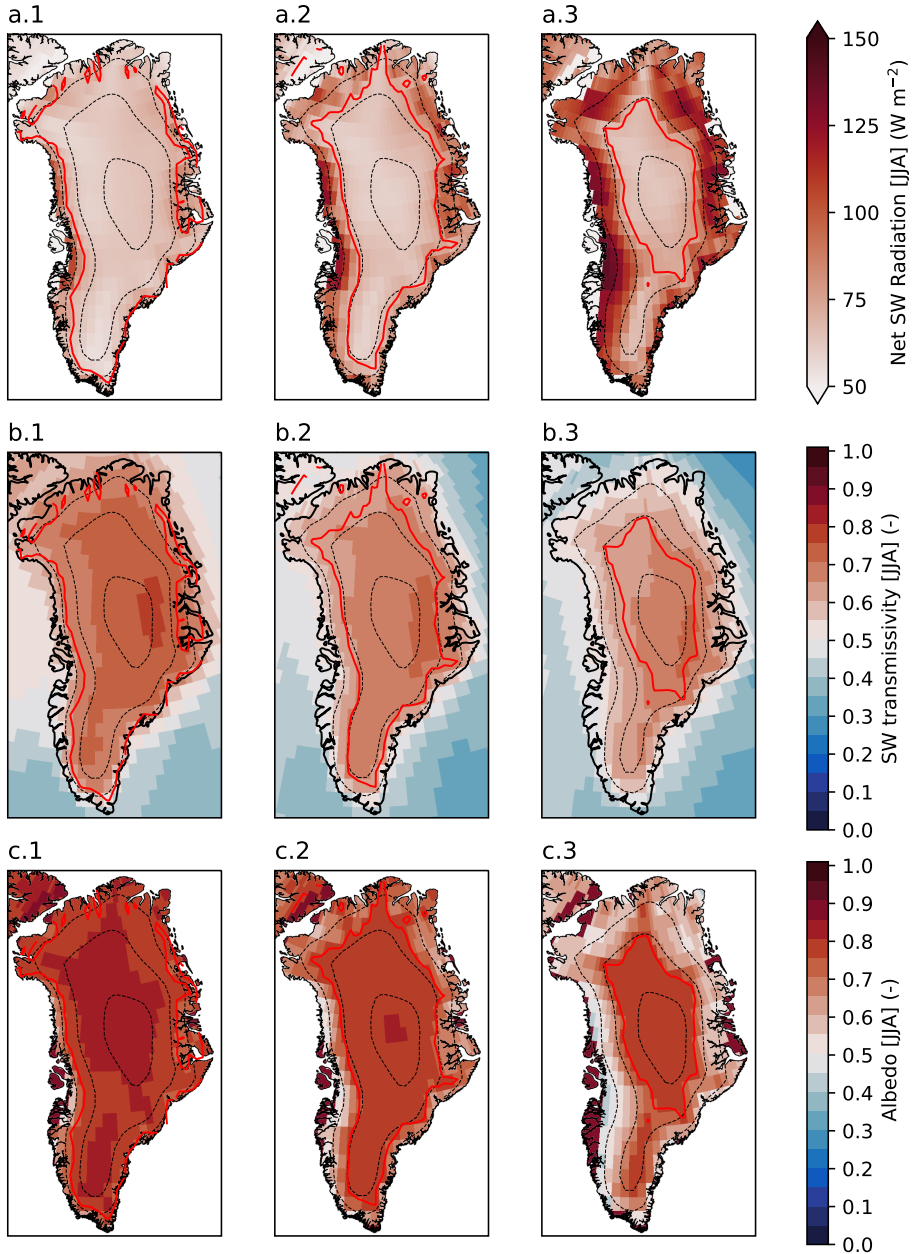 a.1
a.2
a.3
150
125
100
75
50
Net SW Radiation [JJA] (W m⁻²)
b.1
b.2
b.3
1.0
0.9
0.8
0.7
0.6
0.5
0.4
0.3
0.2
0.1
0.0
SW transmissivity [JJA] (-)
c.1
c.2
c.3
1.0
0.9
0.8
0.7
0.6
0.5
0.4
0.3
0.2
0.1
0.0
Albedo [JJA] (-)